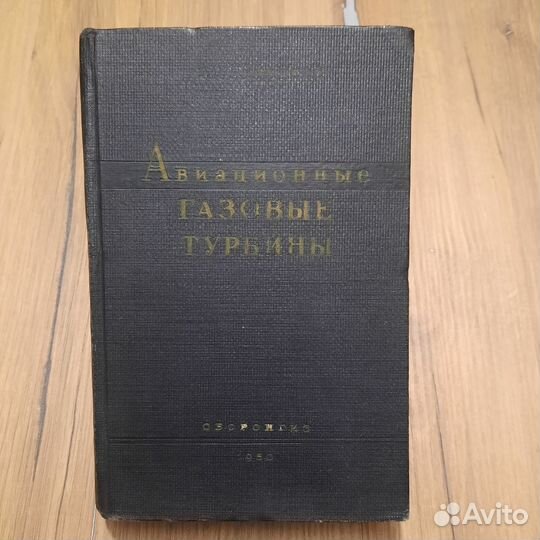 Авиационные
ГАЗОВЫЕ
ТУРБИНЫ
ОБОРОНГИЗ
Avito